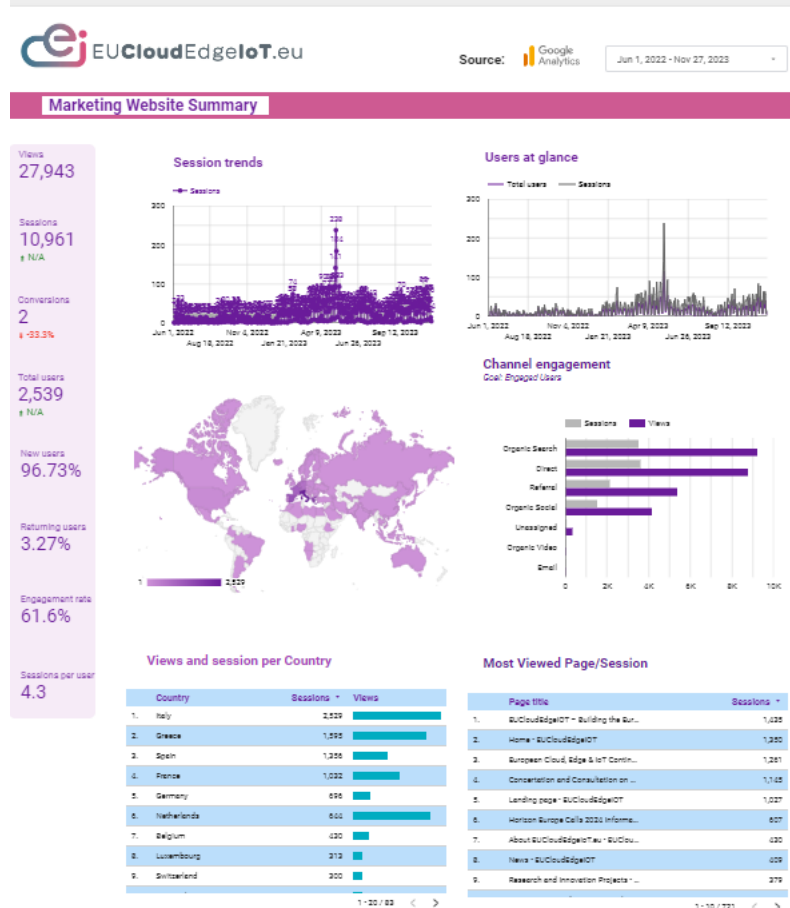 EUCloudEdgeIoT.eu
Source:
Google Analytics
Jun 1, 2022 - Nov 27, 2023
Marketing Website Summary
Views
27,943
Sessions
10,961
N/A
Conversions
2
-33.3%
Total users
2,539
N/A
New users
96.73%
Returning users
3.27%
Engagement rate
61.6%
Sessions per user
4.3
Session trends
Sessions
300
200
100
0
238
Jun 1, 2022
Aug 18, 2022
Nov 4, 2022
Jan 21, 2023
Apr 9, 2023
Jun 26, 2023
Sep 12, 2023
Users at glance
Total users
Sessions
300
200
100
0
Jun 1, 2022
Aug 18, 2022
Nov 4, 2022
Jan 21, 2023
Apr 9, 2023
Jun 26, 2023
Sep 12, 2023
Channel engagement
Goal: Engaged Users
Sessions
Views
Organic Search
Direct
Referral
Organic Social
Unassigned
Organic Video
Email
0 2K 4K 6K 8K 10K
1
2,529
Views and session per Country
Country Sessions Views
1. Italy 2,529
2. Greece 1,595
3. Spain 1,356
4. France 1,032
5. Germany 696
6. Netherlands 644
7. Belgium 430
8. Luxembourg 313
9. Switzerland 300
1 - 20 / 83
Most Viewed Page/Session
Page title Sessions
1. EUCloudEdgeIOT – Building the Eur... 1,435
2. Home - EUCloudEdgeIOT 1,350
3. European Cloud, Edge & IoT Contin... 1,261
4. Concertation and Consultation on ... 1,145
5. Landing page - EUCloudEdgeIOT 1,027
6. Horizon Europe Calls 2024 Informa... 607
7. About EUCloudEdgeIoT.eu - EUClou... 430
8. News - EUCloudEdgeIOT 409
9. Research and Innovation Projects - ... 379
1 - 10 / 731